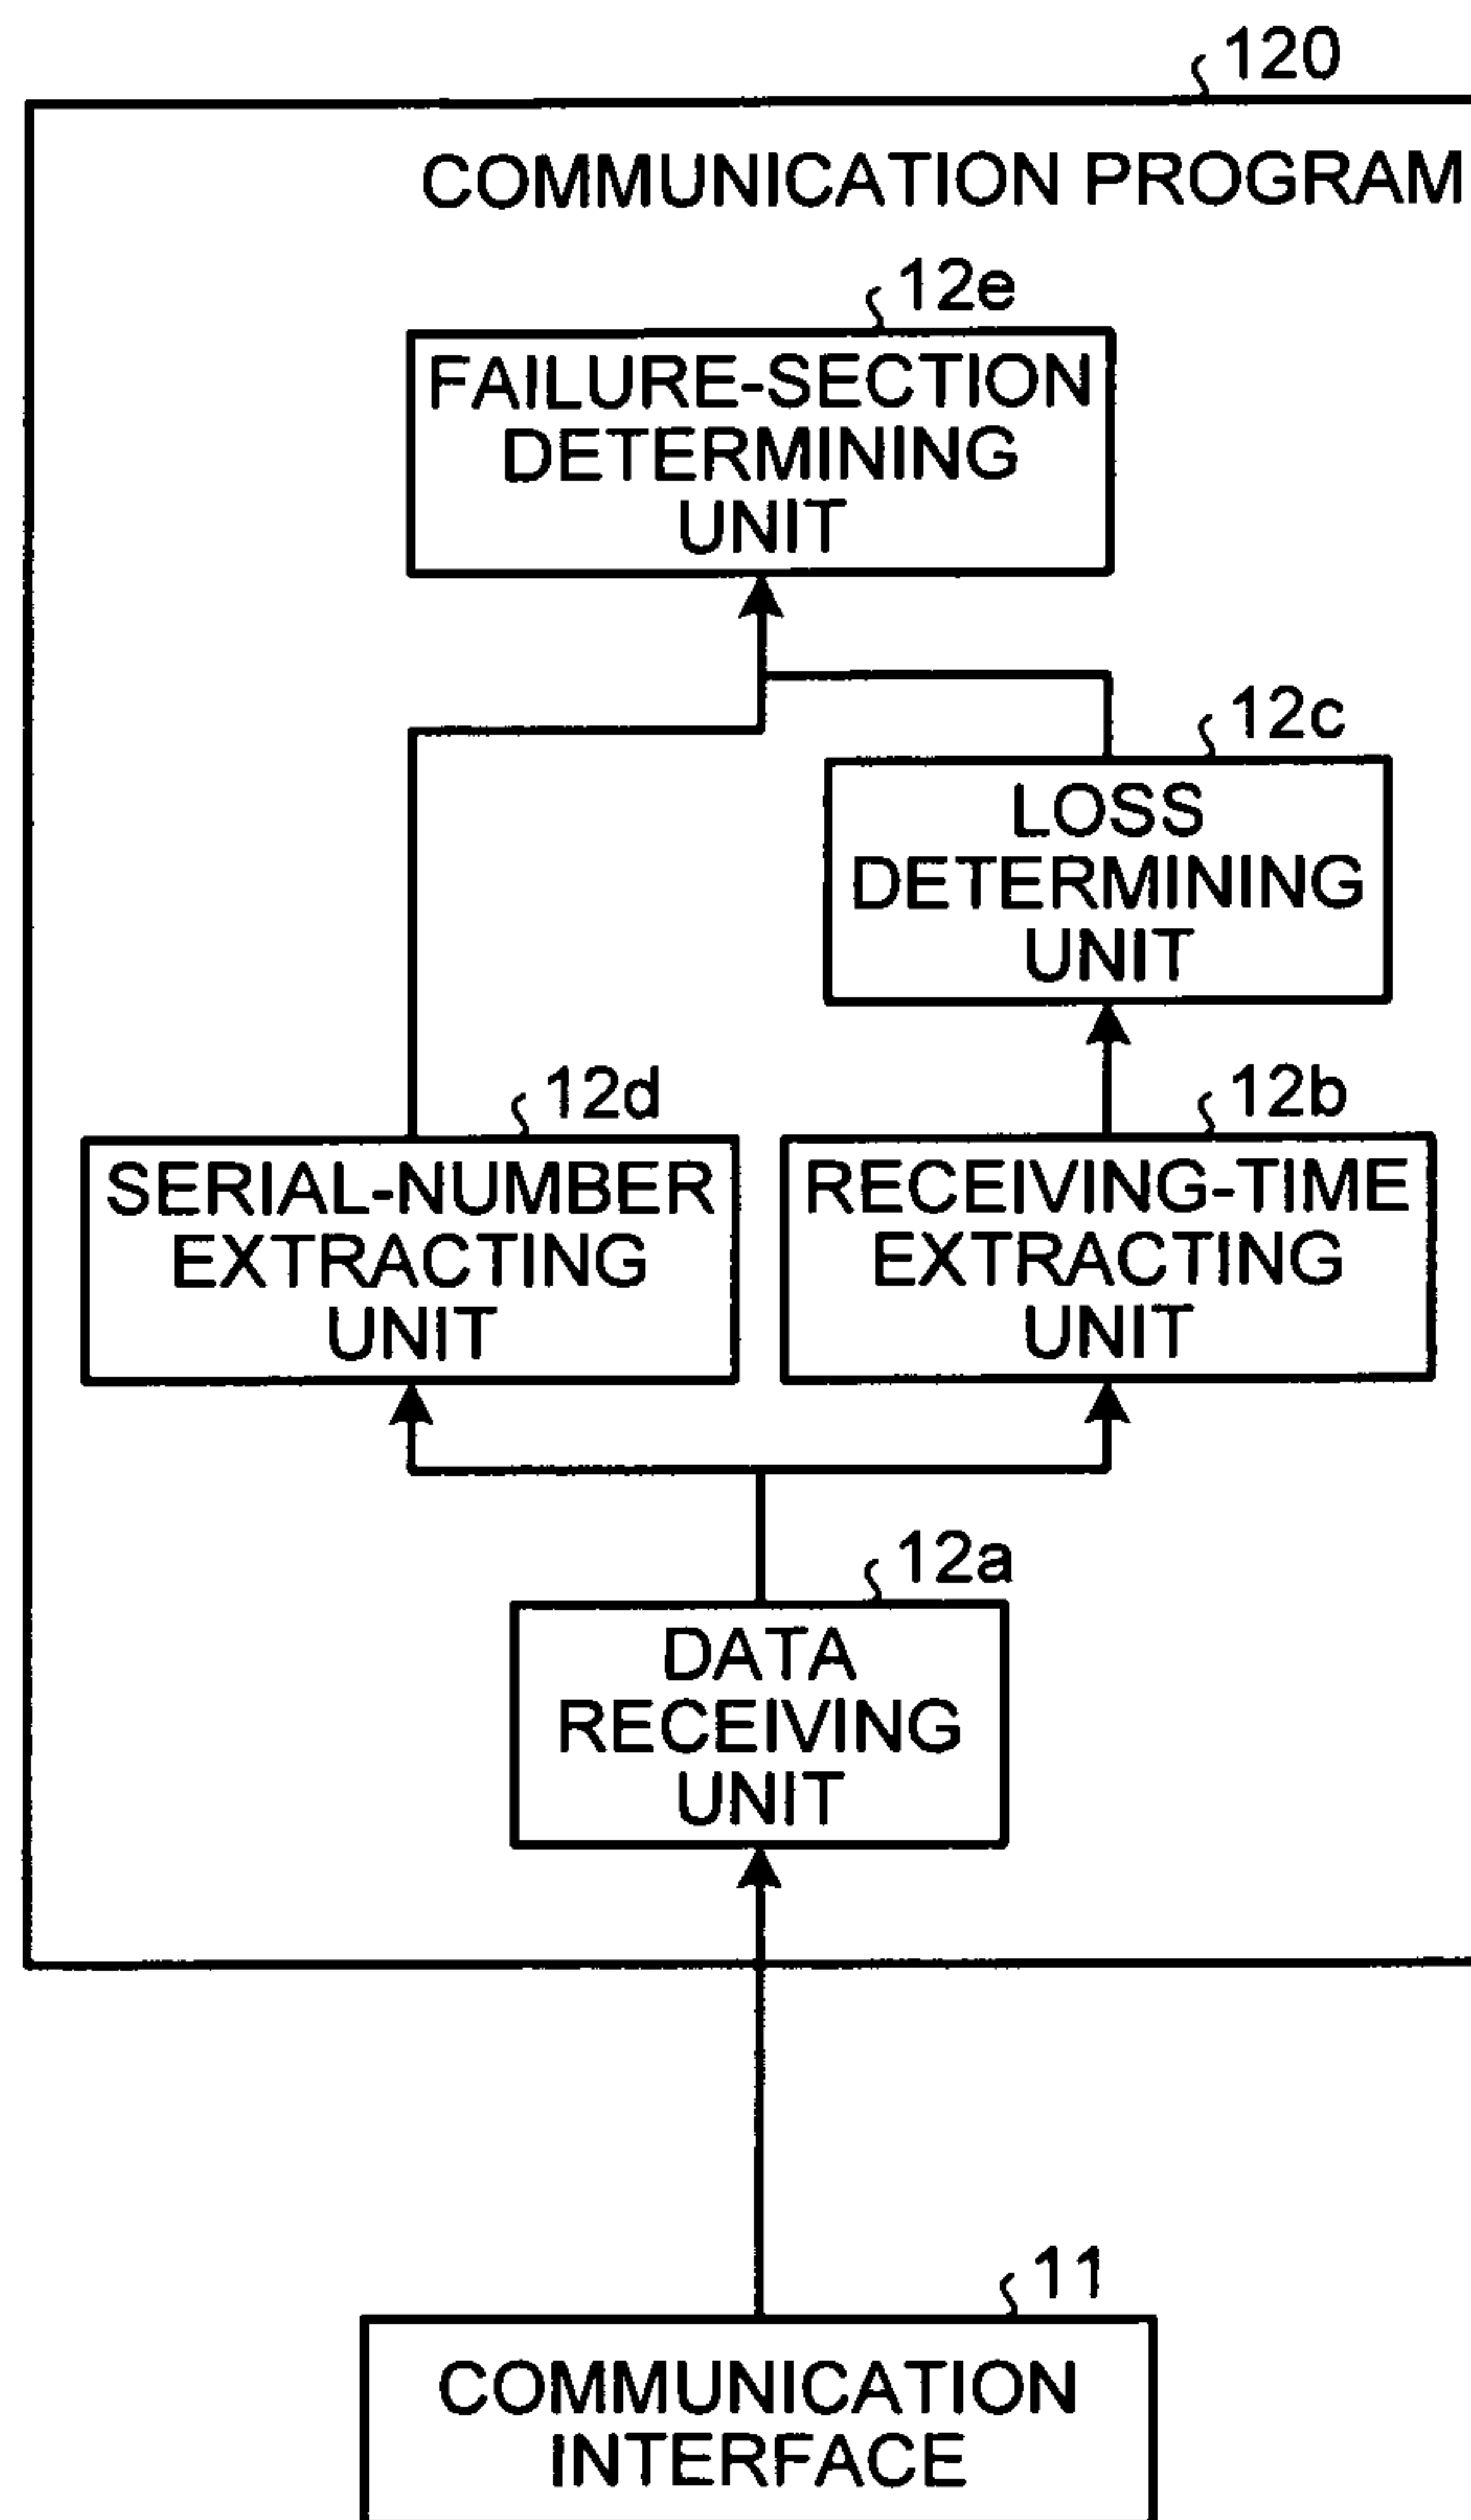 120
COMMUNICATION PROGRAM
12e
FAILURE-SECTION
DETERMINING
UNIT
12c
LOSS
DETERMINING
UNIT
12d
SERIAL-NUMBER
EXTRACTING
UNIT
12b
RECEIVING-TIME
EXTRACTING
UNIT
12a
DATA
RECEIVING
UNIT
11
COMMUNICATION
INTERFACE